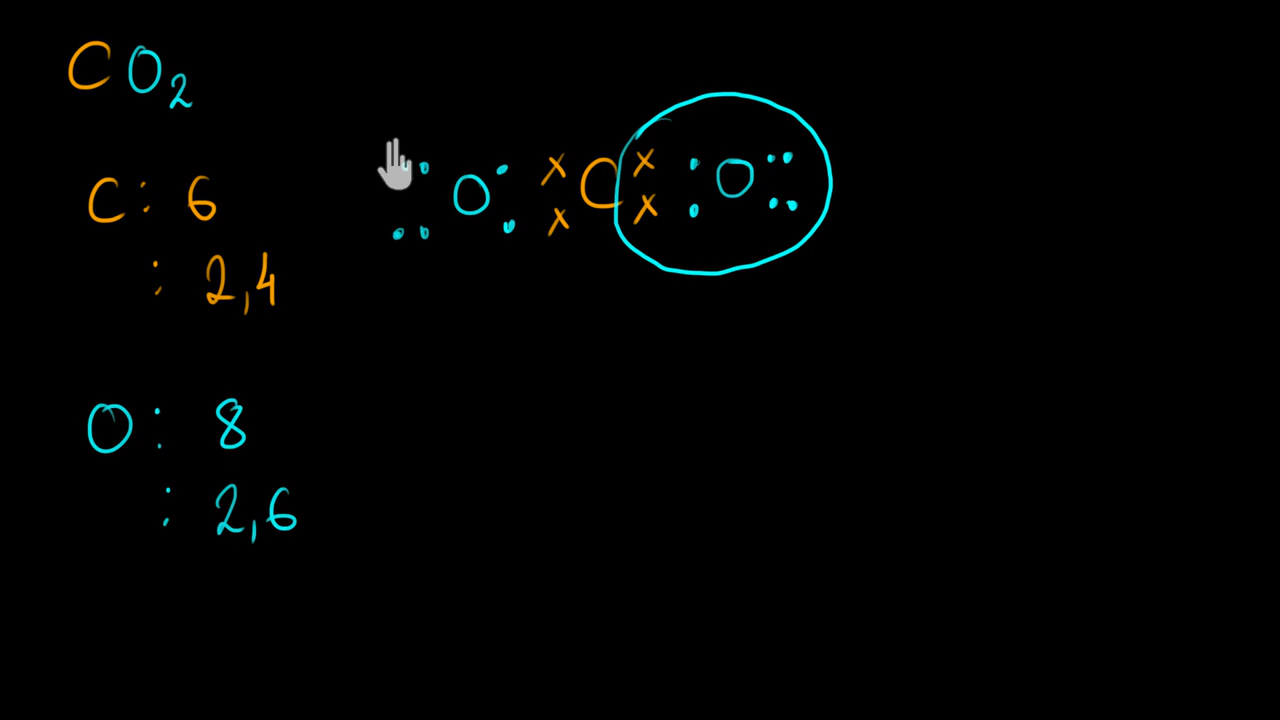 CO₂
O × × C × × O
C: 6
: 2,4
O: 8
: 2,6